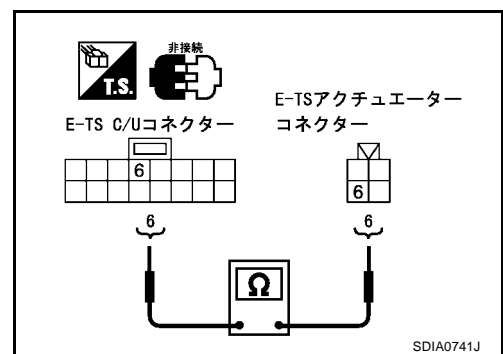 非接続
T.S.
E-TSアクチュエーター
コネクター
E-TS C/Uコネクター
6
6
6
6
Ω
SDIA0741J